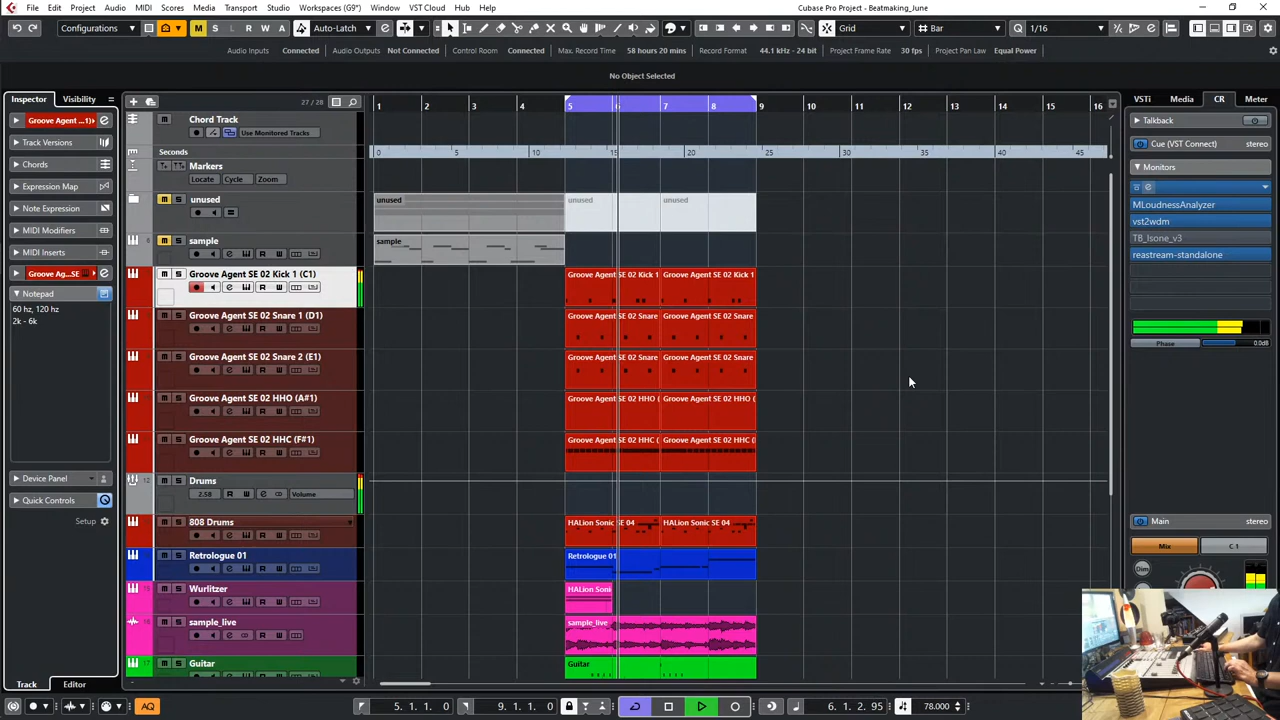 Cubase Pro Project - Beatmaking_June
File Edit Project Audio MIDI Scores Media Transport Studio Workspaces (G9*) Window VST Cloud Hub Help
Configurations M S L R W A Auto-Latch Grid Bar 1/16
Audio Inputs Connected Audio Outputs Not Connected Control Room Connected Max. Record Time 58 hours 20 mins Record Format 44.1 kHz - 24 bit Project Frame Rate 30 fps Project Pan Law Equal Power
No Object Selected
Inspector Visibility
27 / 28
1 2 3 4 5 6 7 8 9 10 11 12 13 14 15 16
VSTi Media CR Meter
Groove Agent ...1)
Track Versions
Chords
Expression Map
Note Expression
MIDI Modifiers
MIDI Inserts
Groove Ag...SE
Notepad
60 hz, 120 hz
2k - 6k
Device Panel
Quick Controls
Setup
Track Editor
Chord Track
Use Monitored Tracks
Seconds
0 5 10 15 20 25 30 35 40 45
Markers
Locate Cycle Zoom
unused
unused unused unused
sample
sample
Groove Agent SE 02 Kick 1 (C1)
Groove Agent SE 02 Kick 1 Groove Agent SE 02 Kick 1
Groove Agent SE 02 Snare 1 (D1)
Groove Agent SE 02 Snare Groove Agent SE 02 Snare
Groove Agent SE 02 Snare 2 (E1)
Groove Agent SE 02 Snare Groove Agent SE 02 Snare
Groove Agent SE 02 HHO (A#1)
Groove Agent SE 02 HHO ( Groove Agent SE 02 HHO (
Groove Agent SE 02 HHC (F#1)
Groove Agent SE 02 HHC ( Groove Agent SE 02 HHC (
Drums
2.58 R W Volume
808 Drums
HALion Sonic SE 04 HALion Sonic SE 04
Retrologue 01
Retrologue 01
Wurlitzer
HALion Soni
sample_live
sample_live
Guitar
Guitar
Talkback
Cue (VST Connect) stereo
Monitors
MLoudnessAnalyzer
vst2wdm
TB_Isone_v3
reastream-standalone
Phase 0.0dB
Main stereo
Mix C 1
Dim
AQ 5. 1. 1. 0 9. 1. 1. 0 6. 1. 2. 95 78.000